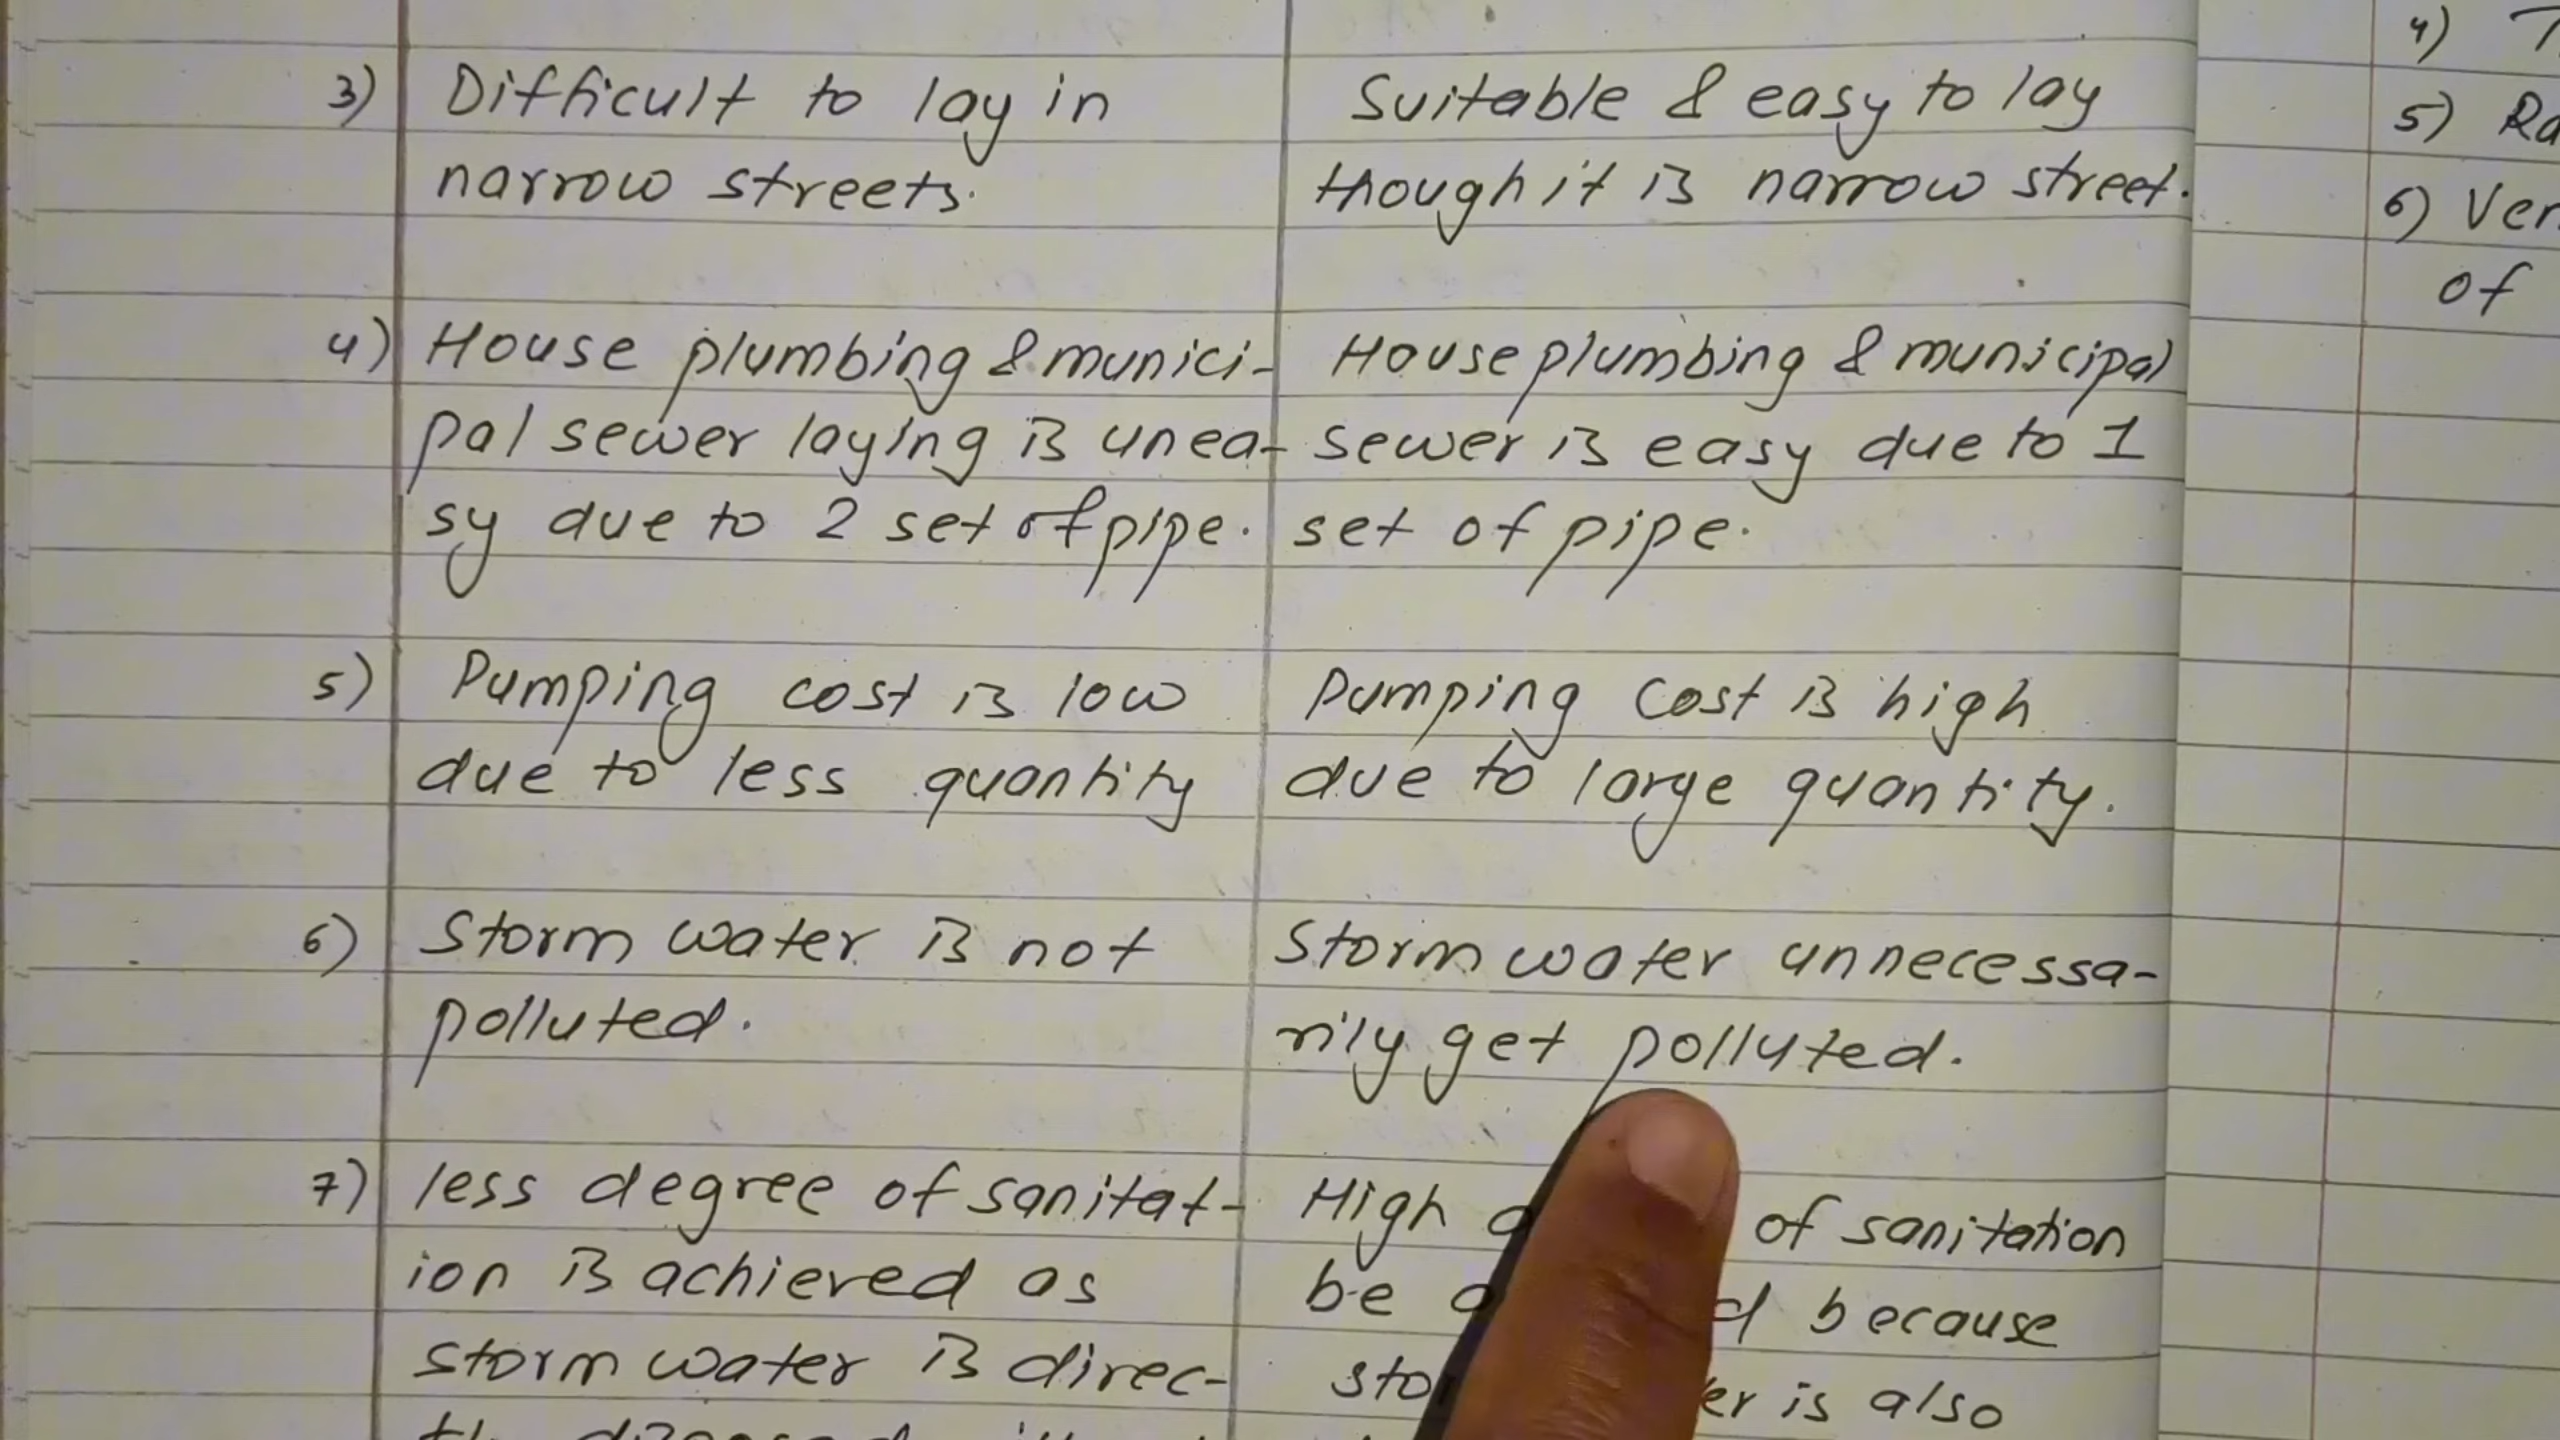 3) Difficult to lay in
narrow streets.
Suitable & easy to lay
though it is narrow street.
4) House plumbing & munici-
pal sewer laying is unea-
sy due to 2 set of pipe.
House plumbing & municipal
sewer is easy due to 1
set of pipe.
5) Pumping cost is low
due to less quantity
Pumping cost is high
due to large quantity.
6) Storm water is not
polluted.
Storm water unnecessa-
rily get polluted.
7) less degree of sanitat-
ion is achieved as
storm water is direc-
High of sanitation
be because
is also
4)
5)
6)
of